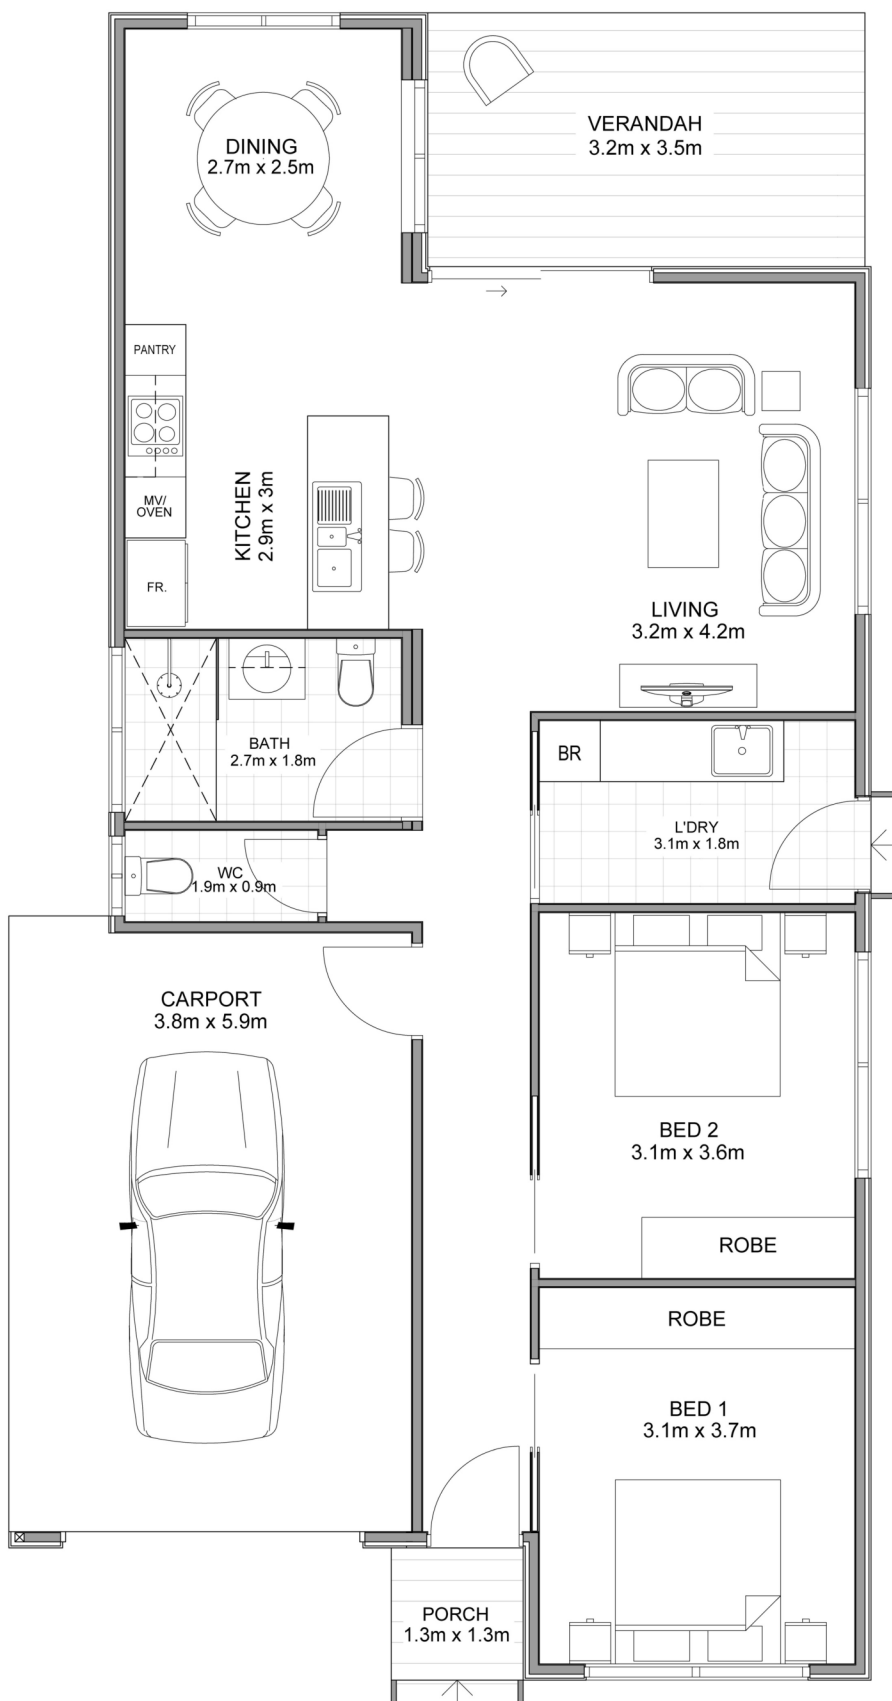 VERANDAH
3.2m x 3.5m
DINING
2.7m x 2.5m
PANTRY
MV/
OVEN
FR.
KITCHEN
2.9m x 3m
LIVING
3.2m x 4.2m
BATH
2.7m x 1.8m
BR
L'DRY
3.1m x 1.8m
WC
1.9m x 0.9m
CARPORT
3.8m x 5.9m
BED 2
3.1m x 3.6m
ROBE
ROBE
BED 1
3.1m x 3.7m
PORCH
1.3m x 1.3m